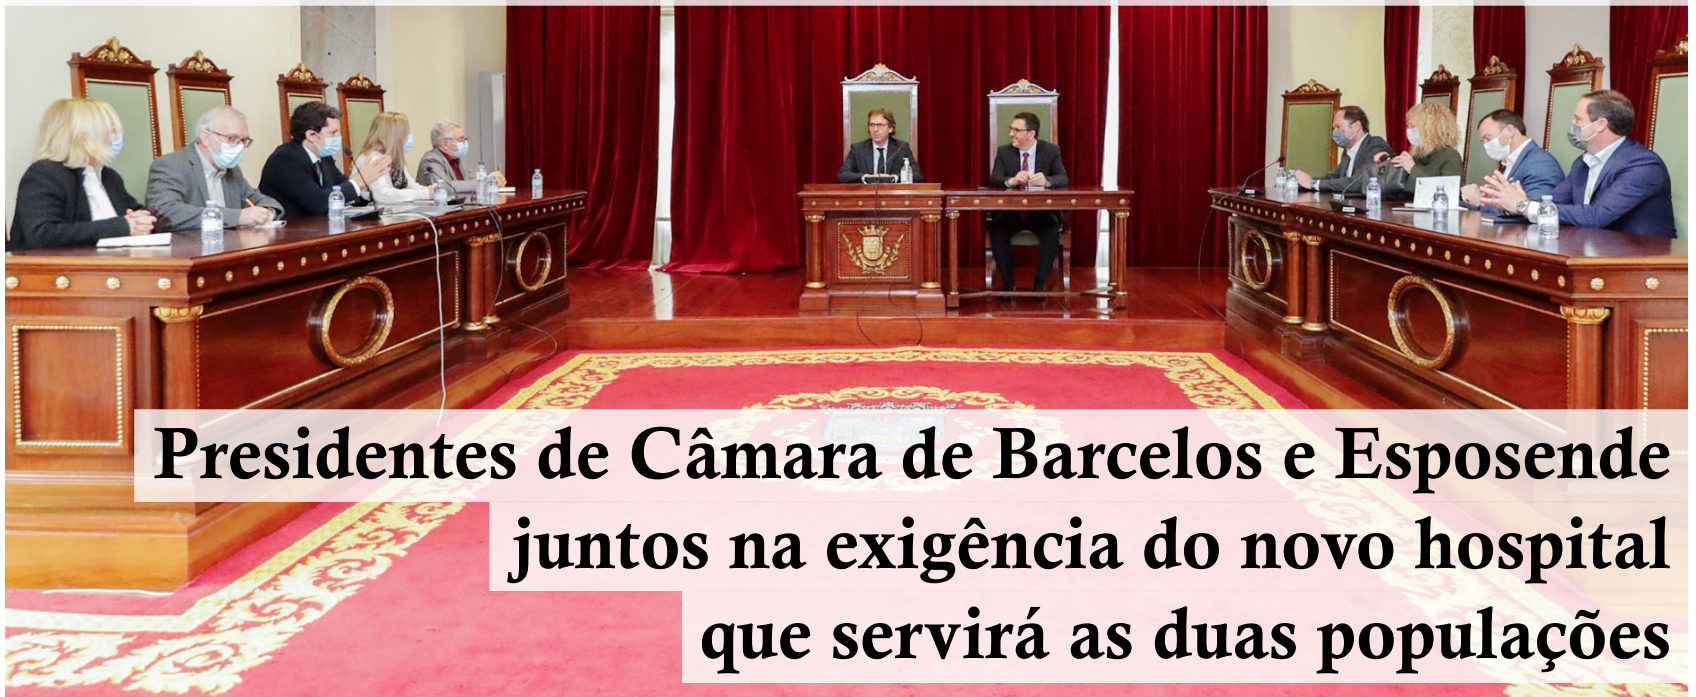 Presidentes de Câmara de Barcelos e Esposende
juntos na exigência do novo hospital
que servirá as duas populações